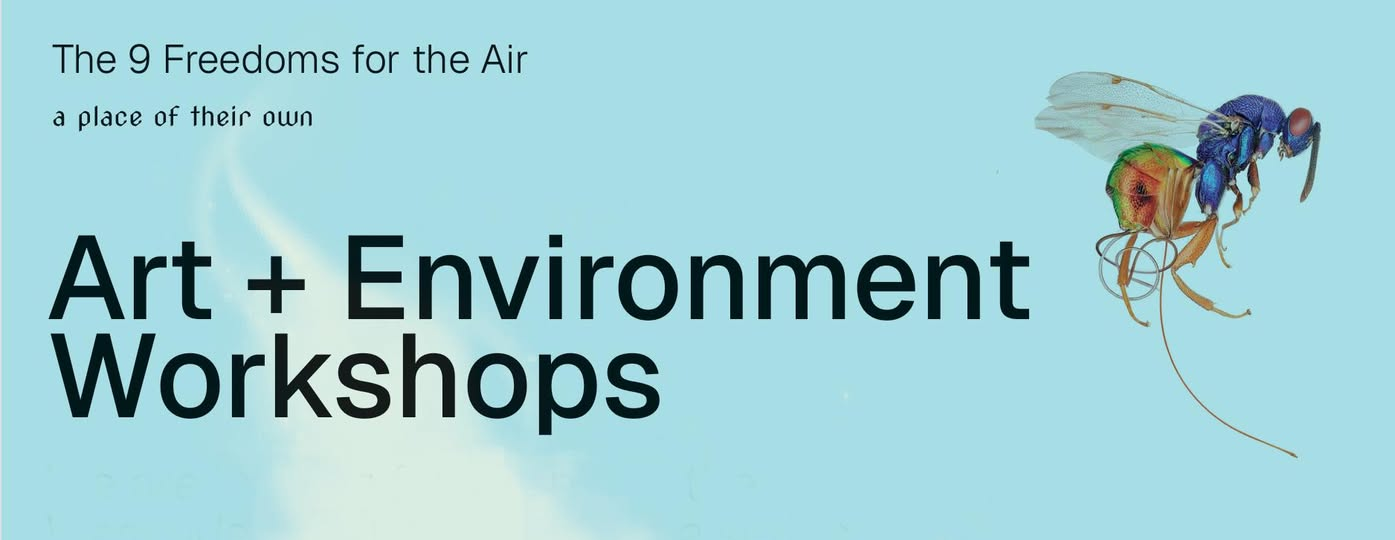 The 9 Freedoms for the Air
a place of their own
Art + Environment
Workshops